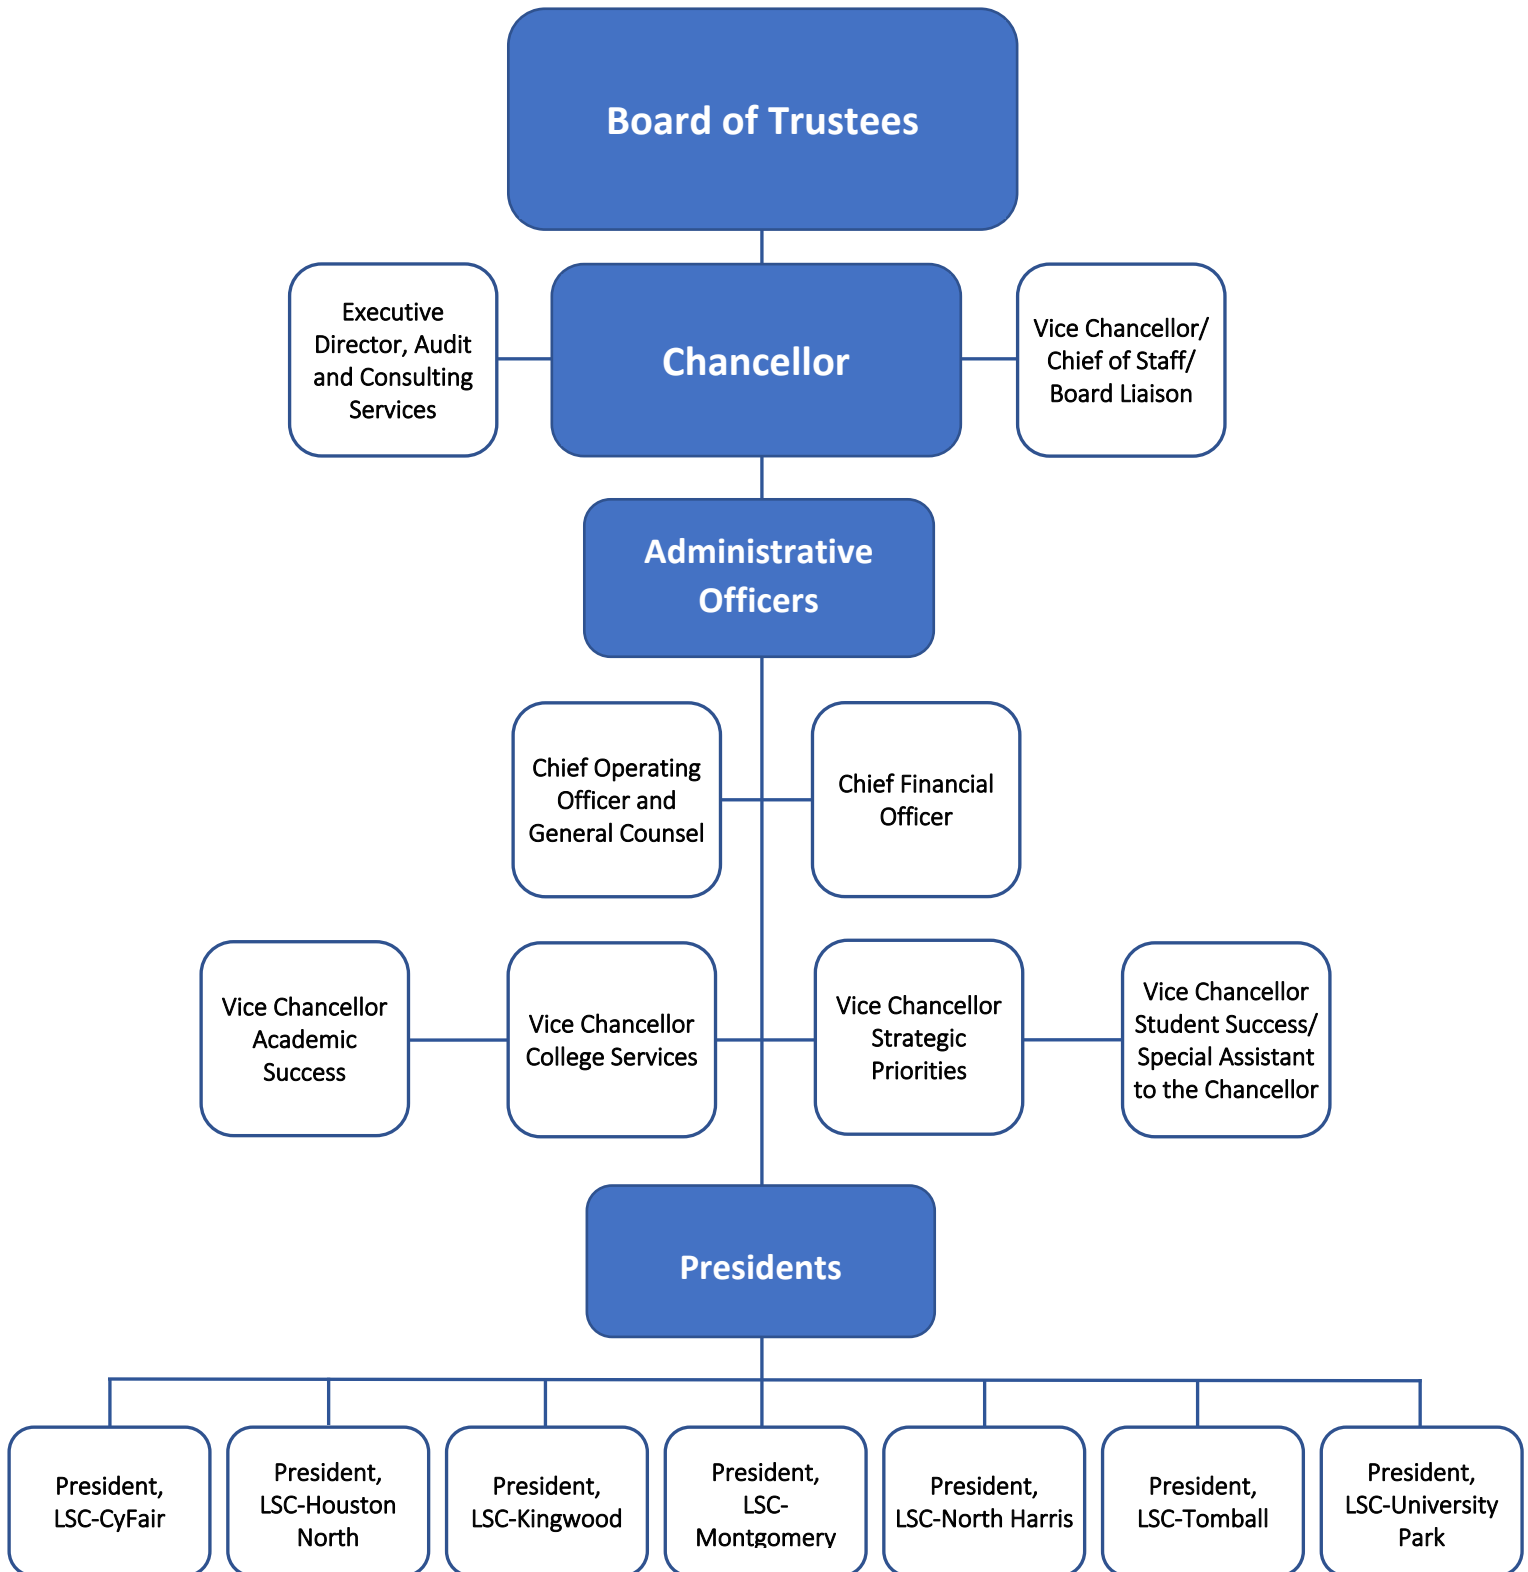 Board of Trustees
Executive
Director, Audit
and Consulting
Services
Chancellor
Vice Chancellor/
Chief of Staff/
Board Liaison
Administrative
Officers
Chief Operating
Officer and
General Counsel
Chief Financial
Officer
Vice Chancellor
Academic
Success
Vice Chancellor
College Services
Vice Chancellor
Strategic
Priorities
Vice Chancellor
Student Success/
Special Assistant
to the Chancellor
Presidents
President,
LSC-CyFair
President,
LSC-Houston
North
President,
LSC-Kingwood
President,
LSC-
Montgomery
President,
LSC-North Harris
President,
LSC-Tomball
President,
LSC-University
Park